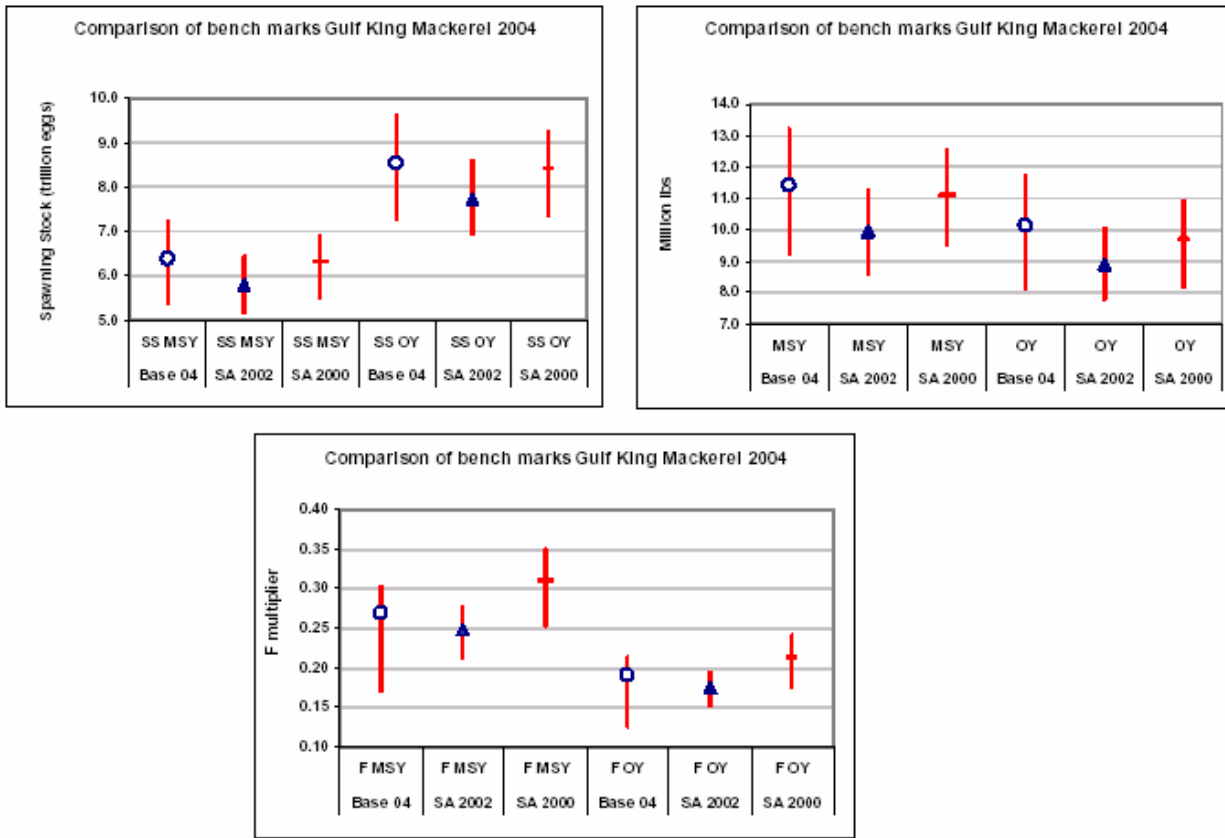 Comparison of bench marks Gulf King Mackerel 2004
Spawning Stock (trillion eggs)
10.0
9.0
8.0
7.0
6.0
5.0
SS MSY SS MSY SS MSY SS OY SS OY SS OY
Base 04 SA 2002 SA 2000 Base 04 SA 2002 SA 2000
Comparison of bench marks Gulf King Mackerel 2004
Million lbs
14.0
13.0
12.0
11.0
10.0
9.0
8.0
7.0
MSY MSY MSY OY OY OY
Base 04 SA 2002 SA 2000 Base 04 SA 2002 SA 2000
Comparison of bench marks Gulf King Mackerel 2004
F multiplier
0.40
0.35
0.30
0.25
0.20
0.15
0.10
F MSY F MSY F MSY F OY F OY F OY
Base 04 SA 2002 SA 2000 Base 04 SA 2002 SA 2000